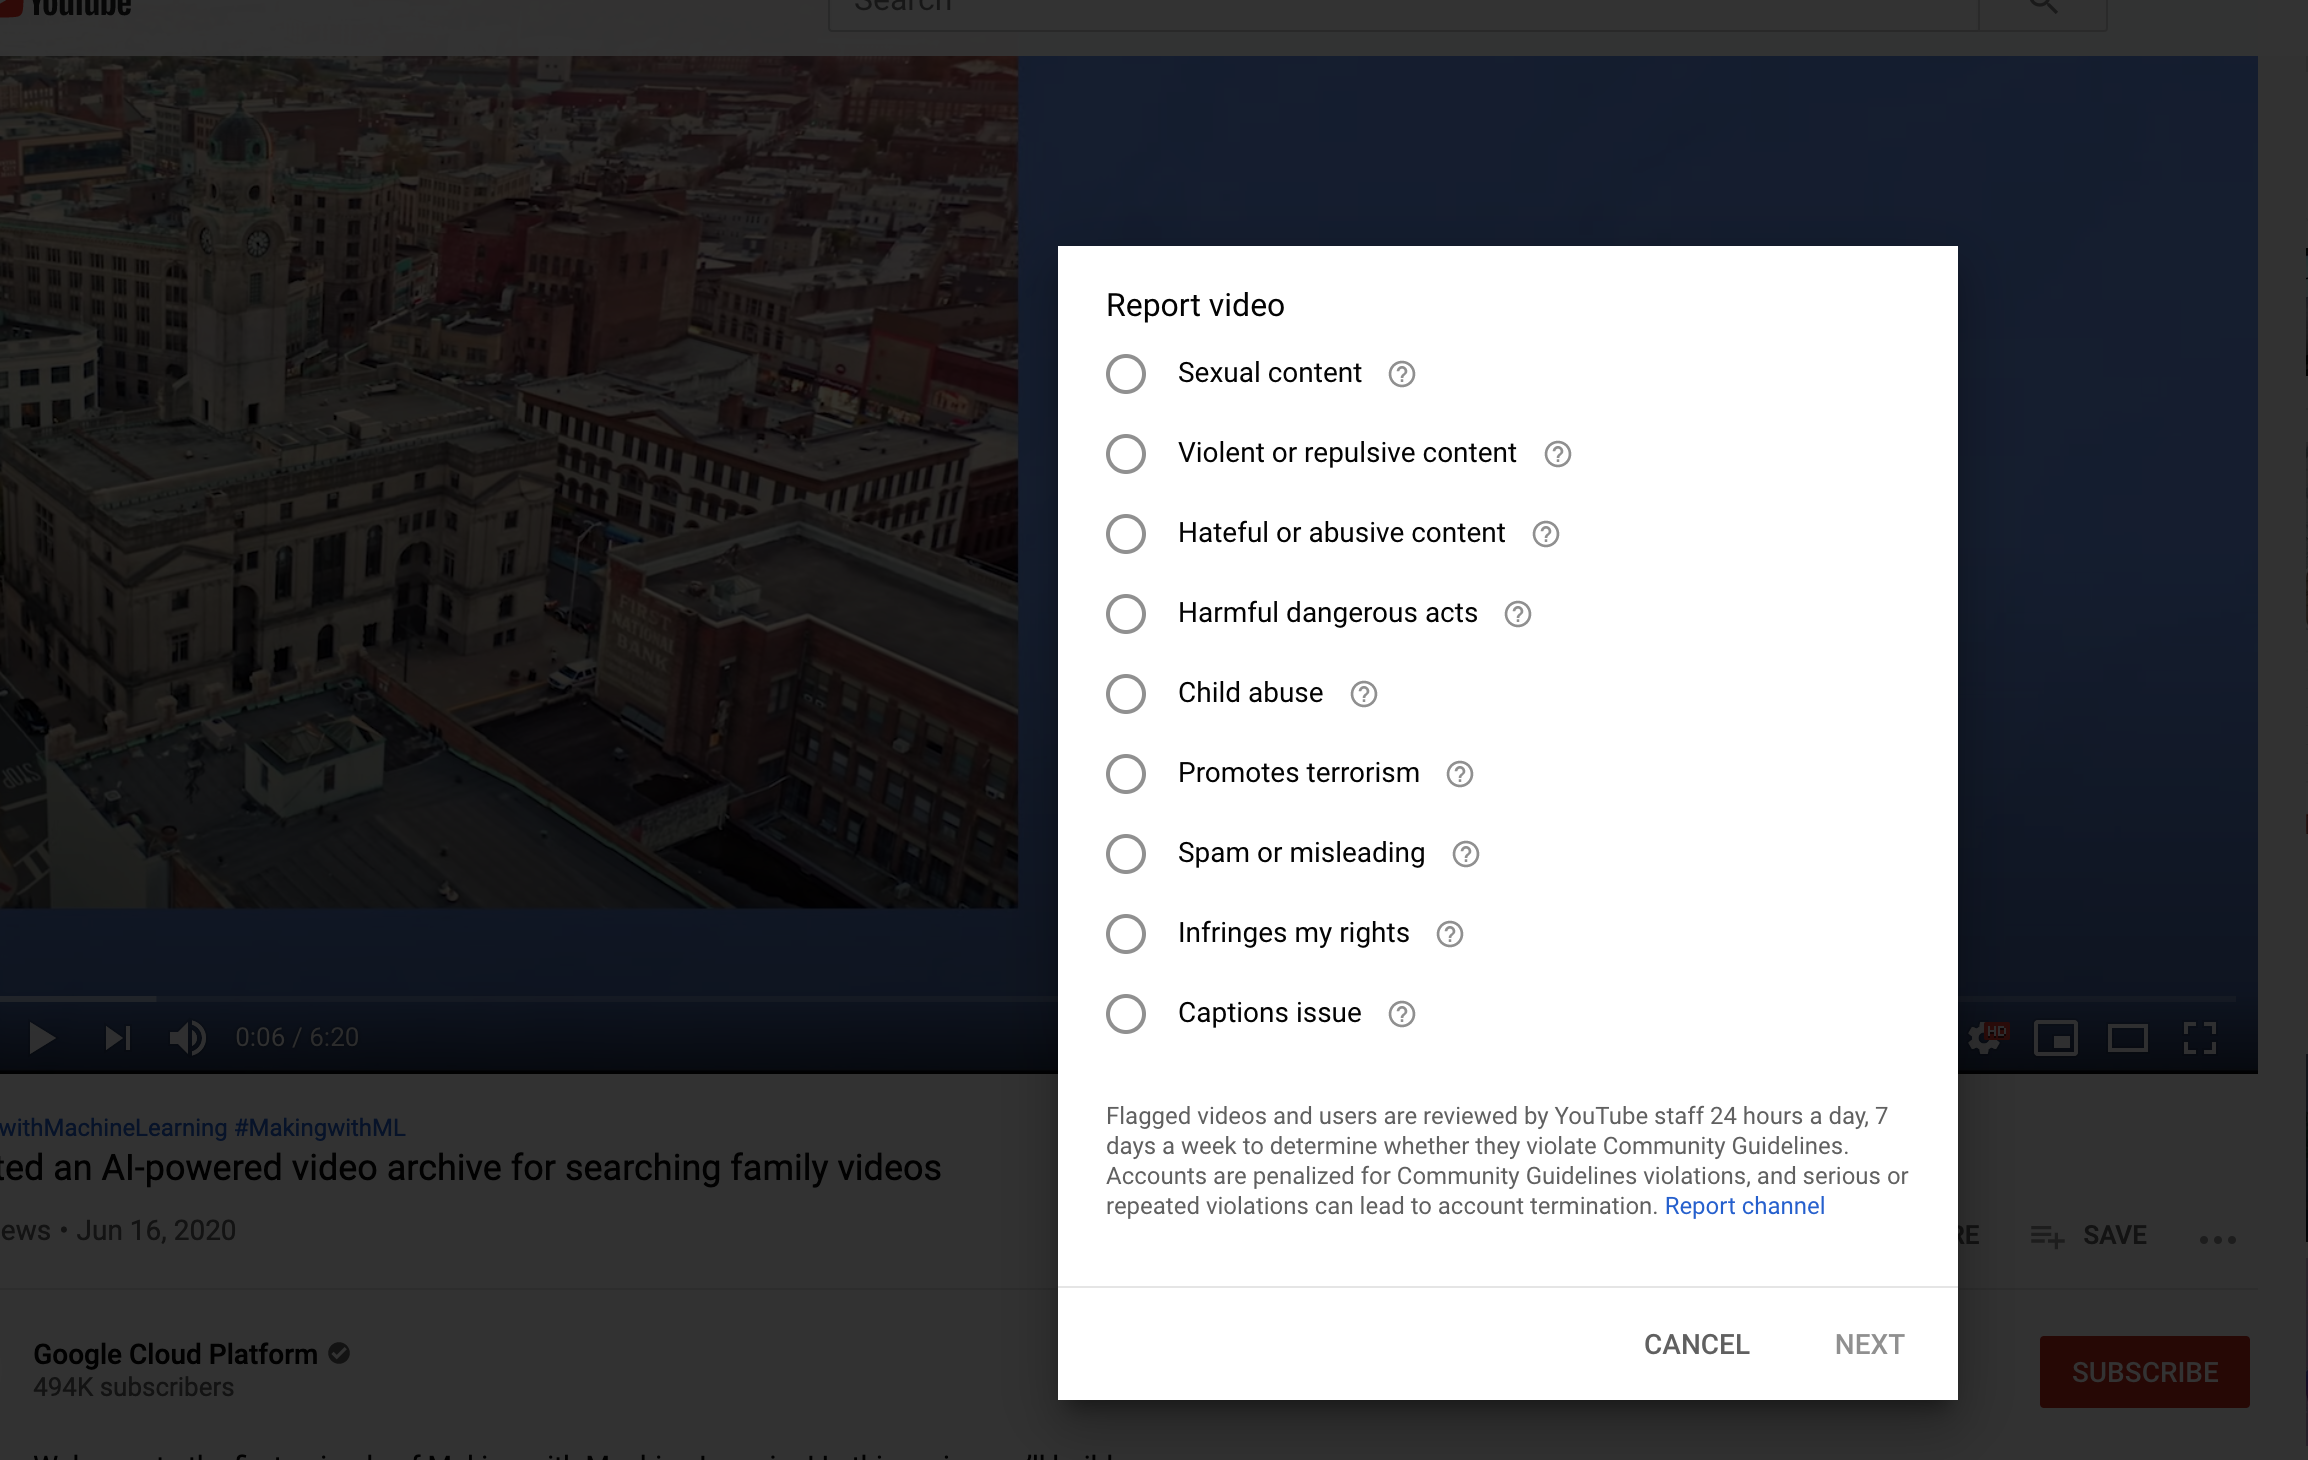 YouTube
Search
FIRST
NATIONAL
BANK
STOP
Report video
Sexual content
Violent or repulsive content
Hateful or abusive content
Harmful dangerous acts
Child abuse
Promotes terrorism
Spam or misleading
Infringes my rights
Captions issue
Flagged videos and users are reviewed by YouTube staff 24 hours a day, 7
days a week to determine whether they violate Community Guidelines.
Accounts are penalized for Community Guidelines violations, and serious or
repeated violations can lead to account termination. Report channel
CANCEL NEXT
0:06 / 6:20
HD
withMachineLearning #MakingwithML
ted an AI-powered video archive for searching family videos
ews • Jun 16, 2020
RE SAVE
Google Cloud Platform
494K subscribers
SUBSCRIBE